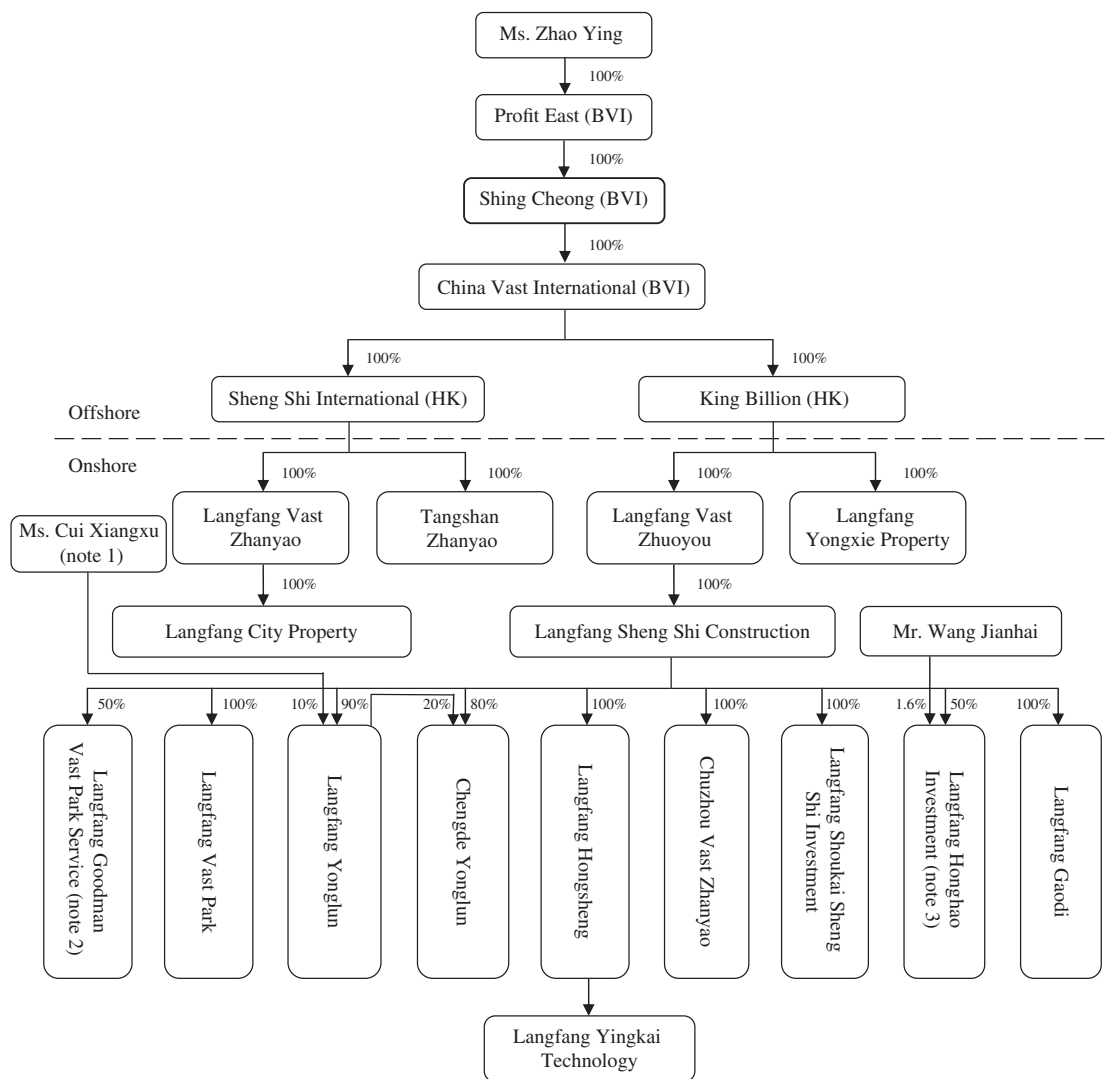 Ms. Zhao Ying
100%
Profit East (BVI)
100%
Shing Cheong (BVI)
100%
China Vast International (BVI)
100%
100%
Sheng Shi International (HK)
King Billion (HK)
Offshore
Onshore
100%
100%
100%
100%
Ms. Cui Xiangxu
(note 1)
Langfang Vast
Zhanyao
Tangshan
Zhanyao
Langfang Vast
Zhuoyou
Langfang
Yongxie Property
100%
100%
Langfang City Property
Langfang Sheng Shi Construction
Mr. Wang Jianhai
50%
100%
10%
90%
20%
80%
100%
100%
100%
1.6%
50%
100%
Langfang Goodman
Vast Park Service (note 2)
Langfang Vast Park
Langfang Yonglun
Chengde Yonglun
Langfang Hongsheng
Chuzhou Vast Zhanyao
Langfang Shoukai Sheng
Shi Investment
Langfang Honghao
Investment (note 3)
Langfang Gaodi
Langfang Yingkai
Technology